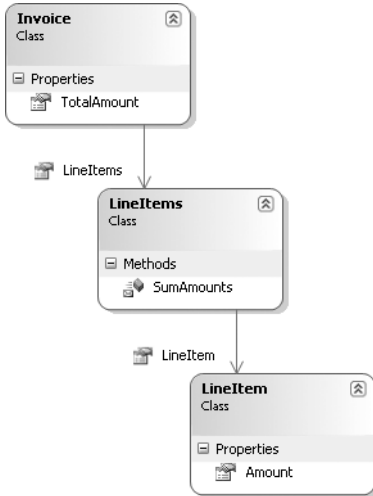 Invoice
Class
Properties
TotalAmount
LineItems
LineItems
Class
Methods
SumAmounts
LineItem
LineItem
Class
Properties
Amount